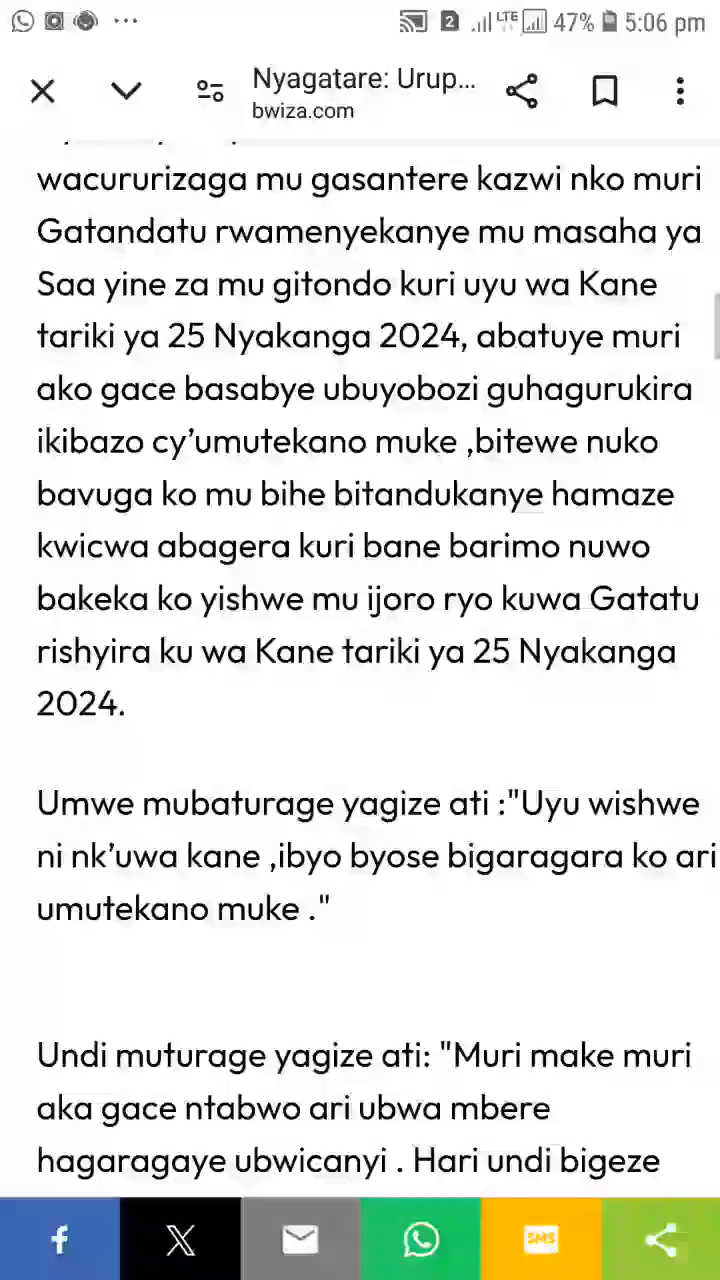 2 LTE 47% 5:06 pm
Nyagatare: Urup...
bwiza.com
wacururizaga mu gasantere kazwi nko muri
Gatandatu rwamenyekanye mu masaha ya
Saa yine za mu gitondo kuri uyu wa Kane
tariki ya 25 Nyakanga 2024, abatuye muri
ako gace basabye ubuyobozi guhagurukira
ikibazo cy’umutekano muke ,bitewe nuko
bavuga ko mu bihe bitandukanye hamaze
kwicwa abagera kuri bane barimo nuwo
bakeka ko yishwe mu ijoro ryo kuwa Gatatu
rishyira ku wa Kane tariki ya 25 Nyakanga
2024.
Umwe mubaturage yagize ati :"Uyu wishwe
ni nk’uwa kane ,ibyo byose bigaragara ko ari
umutekano muke ."
Undi muturage yagize ati: "Muri make muri
aka gace ntabwo ari ubwa mbere
hagaragaye ubwicanyi . Hari undi bigeze
SMS